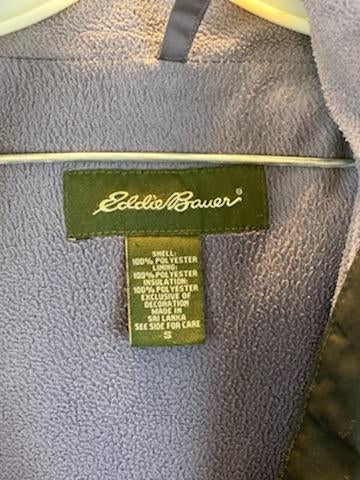 Eddie Bauer®
SHELL:
100% POLYESTER
LINING:
100% POLYESTER
INSULATION:
100% POLYESTER
EXCLUSIVE OF
DECORATION
MADE IN
SRI LANKA
SEE SIDE FOR CARE
S